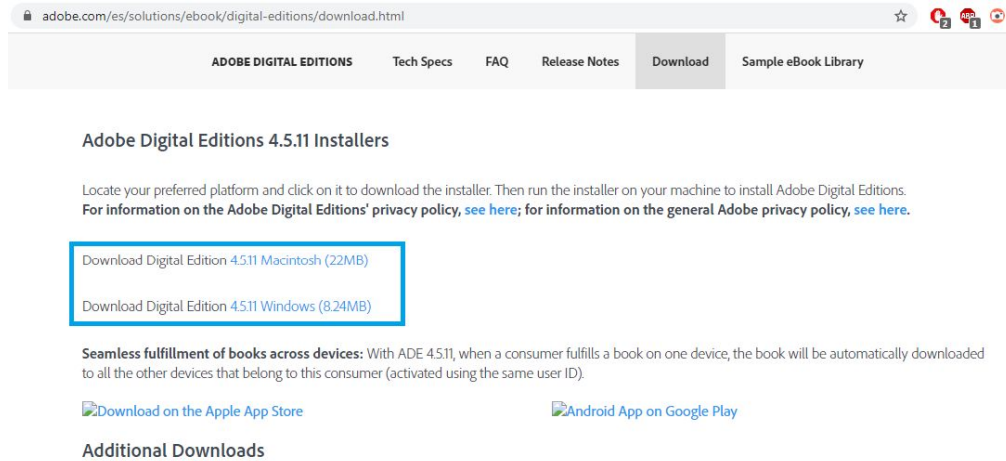 adobe.com/es/solutions/ebook/digital-editions/download.html
2
ABP
1
ADOBE DIGITAL EDITIONS Tech Specs FAQ Release Notes Download Sample eBook Library
Adobe Digital Editions 4.5.11 Installers
Locate your preferred platform and click on it to download the installer. Then run the installer on your machine to install Adobe Digital Editions.
For information on the Adobe Digital Editions' privacy policy, see here; for information on the general Adobe privacy policy, see here.
Download Digital Edition 4.5.11 Macintosh (22MB)
Download Digital Edition 4.5.11 Windows (8.24MB)
Seamless fulfillment of books across devices: With ADE 4.5.11, when a consumer fulfills a book on one device, the book will be automatically downloaded
to all the other devices that belong to this consumer (activated using the same user ID).
Download on the Apple App Store Android App on Google Play
Additional Downloads